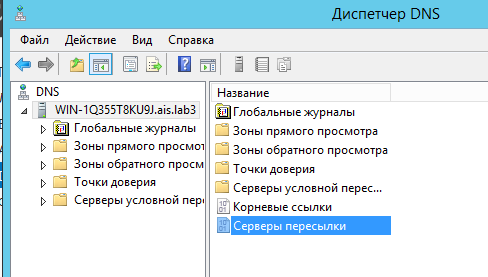 Диспетчер DNS
Файл Действие Вид Справка
DNS
WIN-1Q355T8KU9J.ais.lab3
Глобальные журналы
Зоны прямого просмот
Зоны обратного просмо
Точки доверия
Серверы условной перес
Название
Глобальные журналы
Зоны прямого просмотра
Зоны обратного просмотра
Точки доверия
Серверы условной перес...
Корневые ссылки
Серверы пересылки